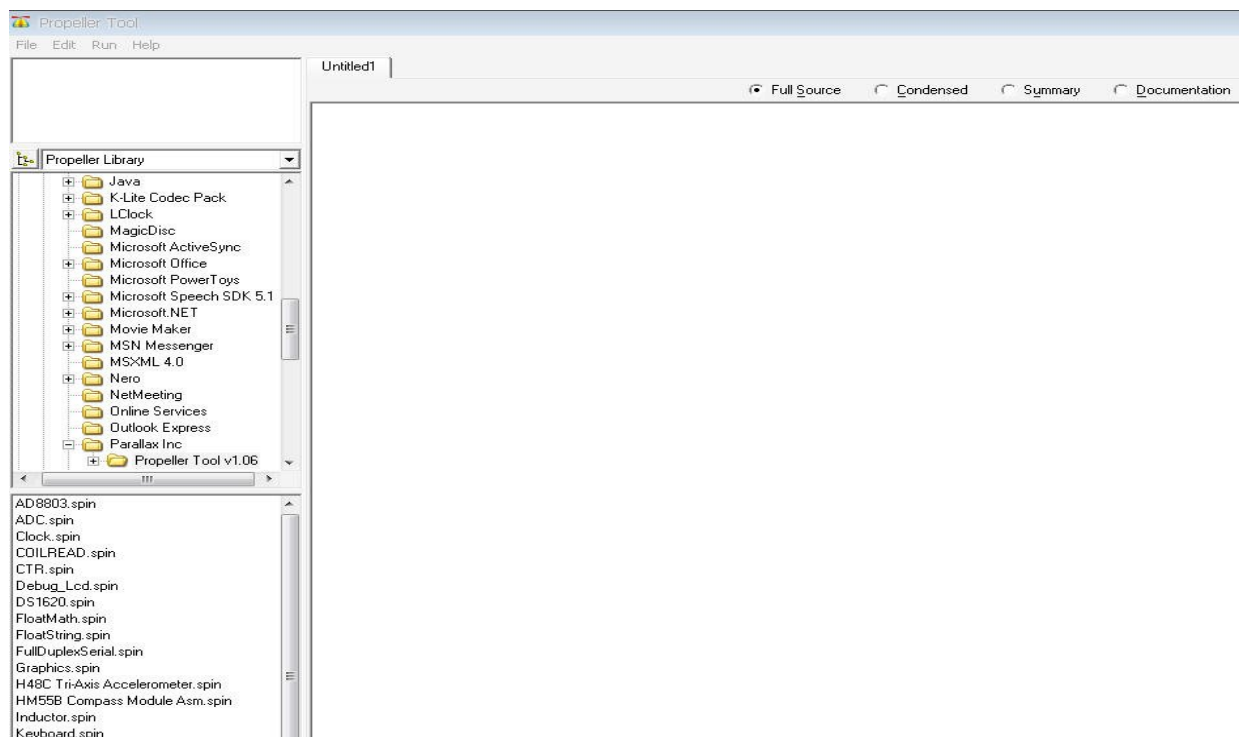 Propeller Tool
File Edit Run Help
Untitled1
Full Source Condensed Summary Documentation
Propeller Library
Java
K-Lite Codec Pack
LClock
MagicDisc
Microsoft ActiveSync
Microsoft Office
Microsoft PowerToys
Microsoft Speech SDK 5.1
Microsoft.NET
Movie Maker
MSN Messenger
MSXML 4.0
Nero
NetMeeting
Online Services
Outlook Express
Parallax Inc
Propeller Tool v1.06
AD8803.spin
ADC.spin
Clock.spin
COILREAD.spin
CTR.spin
Debug_Lcd.spin
DS1620.spin
FloatMath.spin
FloatString.spin
FullDuplexSerial.spin
Graphics.spin
H48C Tri-Axis Accelerometer.spin
HM55B Compass Module Asm.spin
Inductor.spin
Keyboard.spin